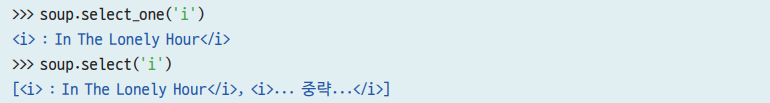 >>> soup.select_one('i')
<i> : In The Lonely Hour</i>
>>> soup.select('i')
[<i> : In The Lonely Hour</i>, <i>... 중략...</i>]